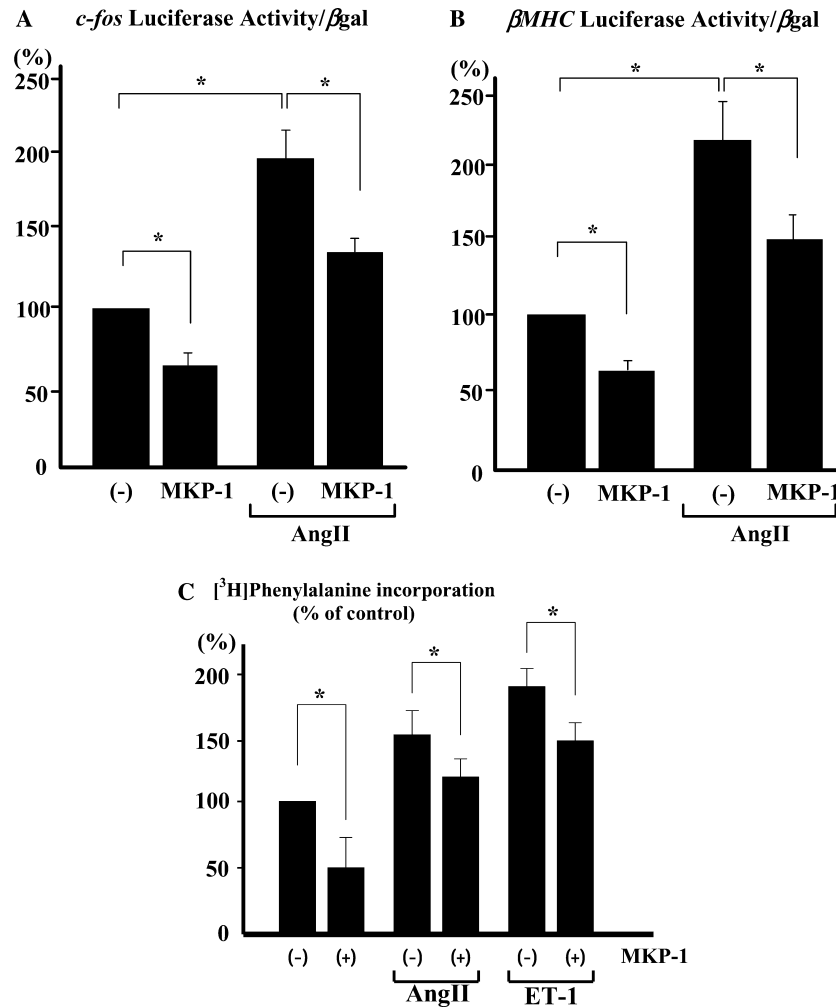 A c-fos Luciferase Activity/βgal
(%)
250
200
150
100
50
0
*
*
*
(-) MKP-1 (-) MKP-1
AngII
B βMHC Luciferase Activity/βgal
(%)
250
200
150
100
50
0
*
*
*
(-) MKP-1 (-) MKP-1
AngII
C [³H]Phenylalanine incorporation
(% of control)
(%)
200
150
100
50
0
*
*
*
(-) (+) (-) (+) (-) (+) MKP-1
AngII ET-1